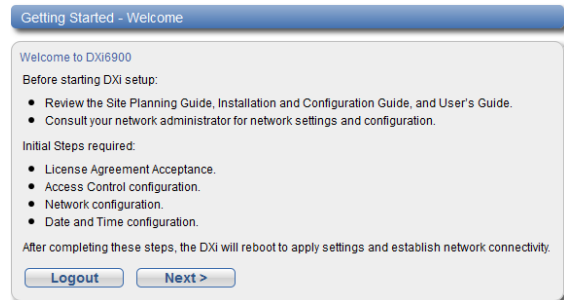 Getting Started - Welcome
Welcome to DXi6900
Before starting DXi setup:
• Review the Site Planning Guide, Installation and Configuration Guide, and User's Guide.
• Consult your network administrator for network settings and configuration.
Initial Steps required:
• License Agreement Acceptance.
• Access Control configuration.
• Network configuration.
• Date and Time configuration.
After completing these steps, the DXi will reboot to apply settings and establish network connectivity.
Logout Next >